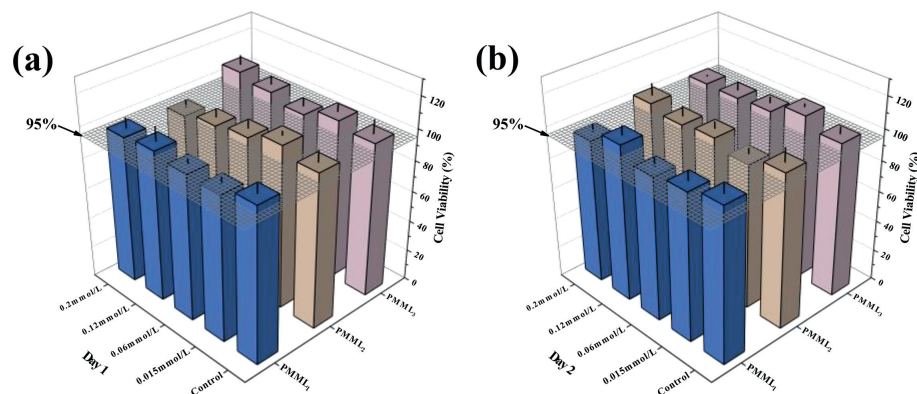 (a)
95%
120
100
80
60
40
20
0
Cell Viability (%)
0.2mmol/L
0.12mmol/L
0.06mmol/L
0.015mmol/L
Control
Day 1
PMML₁
PMML₂
PMML₃
(b)
95%
120
100
80
60
40
20
0
Cell Viability (%)
0.2mmol/L
0.12mmol/L
0.06mmol/L
0.015mmol/L
Control
Day 2
PMML₁
PMML₂
PMML₃